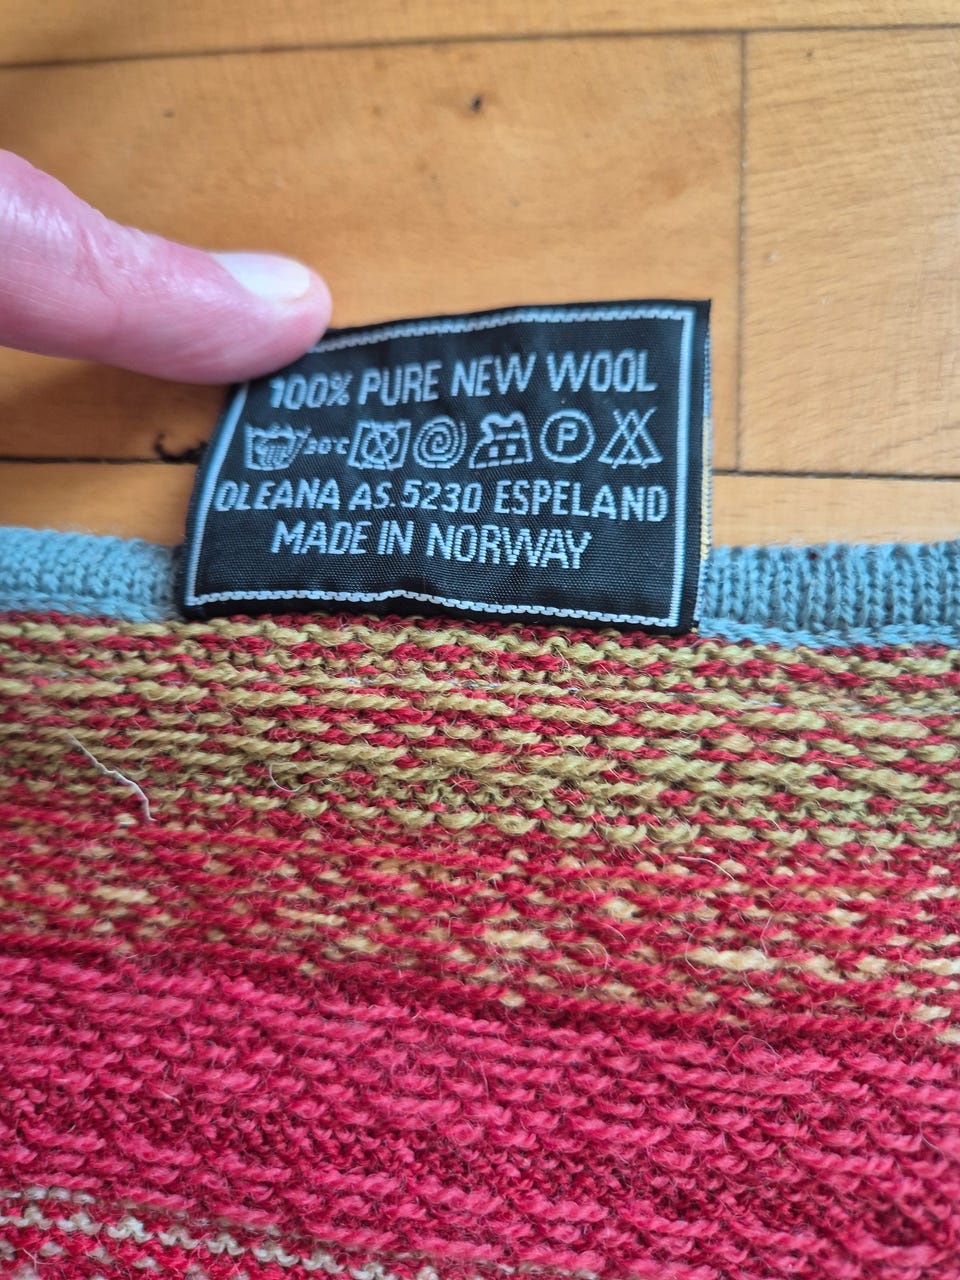 100% PURE NEW WOOL
30°C P
OLEANA AS. 5230 ESPELAND
MADE IN NORWAY